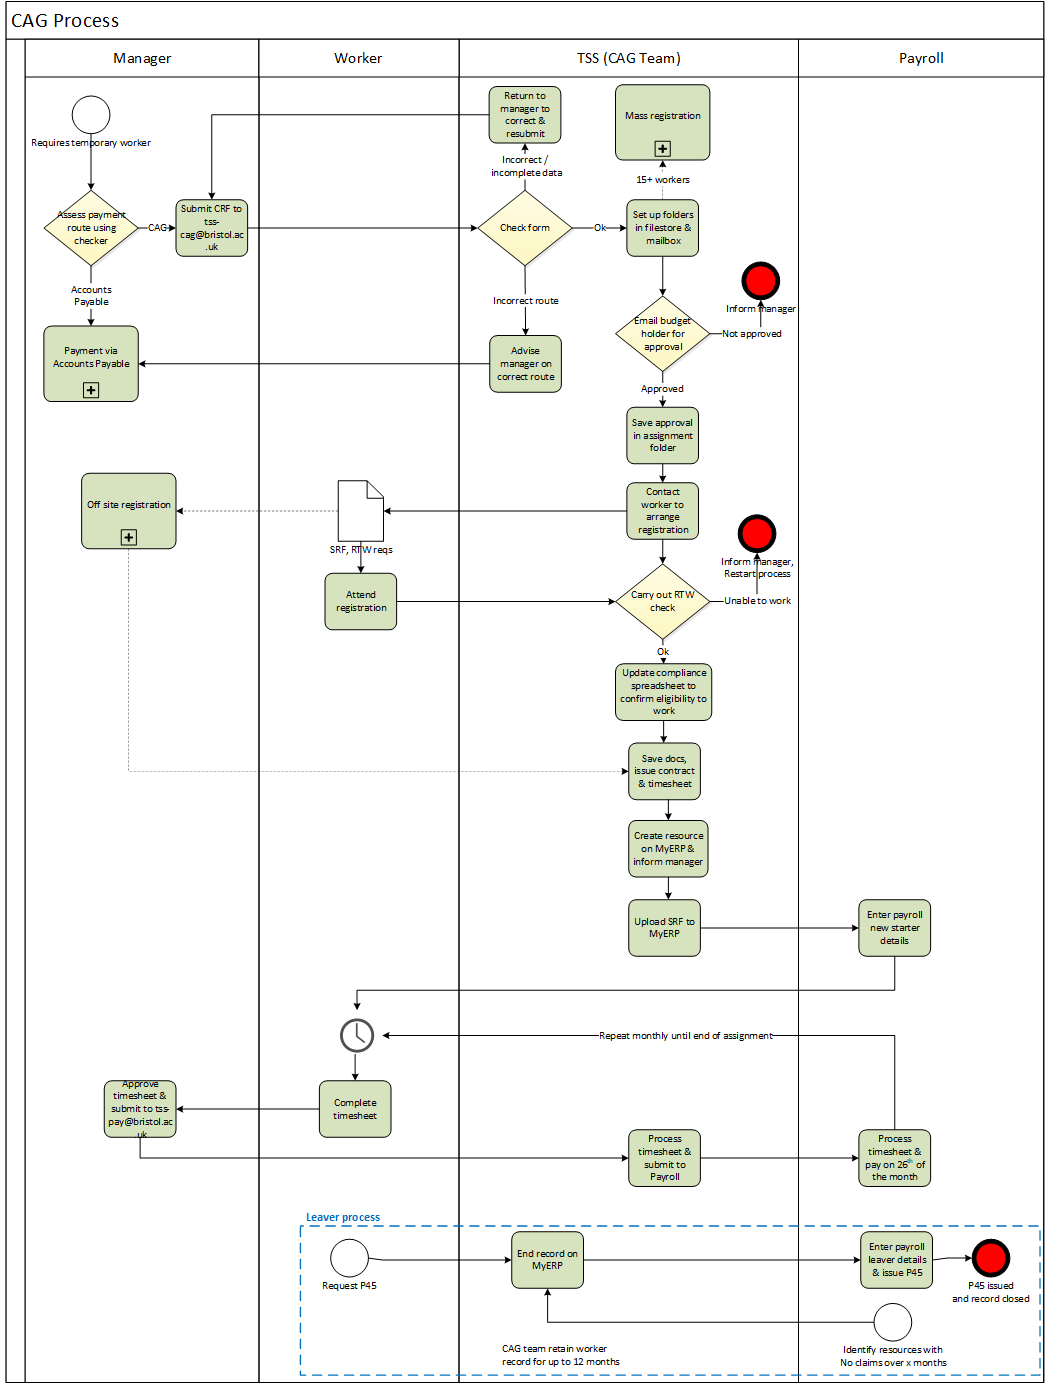 CAG Process
Manager
Worker
TSS (CAG Team)
Payroll
Requires temporary worker
Assess payment
route using
checker
CAG
Accounts
Payable
Submit CRF to
tss-
cag@bristol.ac
.uk
Payment via
Accounts Payable
Return to
manager to
correct &
resubmit
Incorrect /
incomplete data
Check form
Ok
Incorrect route
Advise
manager on
correct route
Mass registration
15+ workers
Set up folders
in filestore &
mailbox
Email budget
holder for
approval
Inform manager
Not approved
Approved
Save approval
in assignment
folder
Contact
worker to
arrange
registration
Off site registration
SRF, RTW reqs
Attend
registration
Carry out RTW
check
Inform manager,
Restart process
Unable to work
Ok
Update compliance
spreadsheet to
confirm eligibility to
work
Save docs,
issue contract
& timesheet
Create resource
on MyERP &
inform manager
Upload SRF to
MyERP
Enter payroll
new starter
details
Repeat monthly until end of assignment
Complete
timesheet
Approve
timesheet &
submit to tss-
pay@bristol.ac
.uk
Process
timesheet &
submit to
Payroll
Process
timesheet &
pay on 26th of
the month
Leaver process
Request P45
End record on
MyERP
Enter payroll
leaver details
& issue P45
P45 issued
and record closed
CAG team retain worker
record for up to 12 months
Identify resources with
No claims over x months